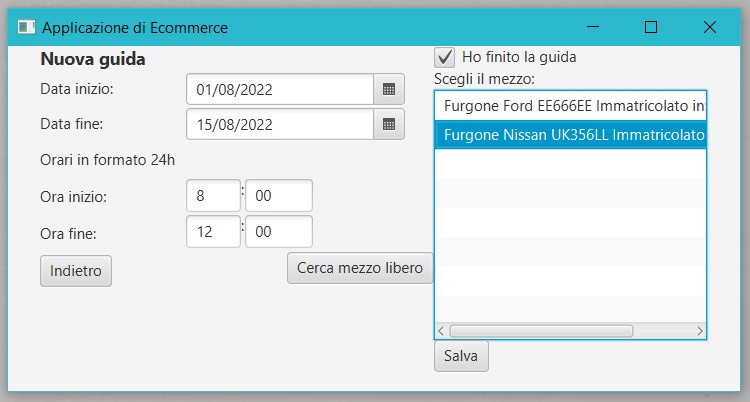 Applicazione di Ecommerce
Nuova guida
Data inizio:
01/08/2022
Data fine:
15/08/2022
Orari in formato 24h
Ora inizio:
8 : 00
Ora fine:
12 : 00
Indietro
Cerca mezzo libero
Ho finito la guida
Scegli il mezzo:
Furgone Ford EE666EE Immatricolato in
Furgone Nissan UK356LL Immatricolato
Salva